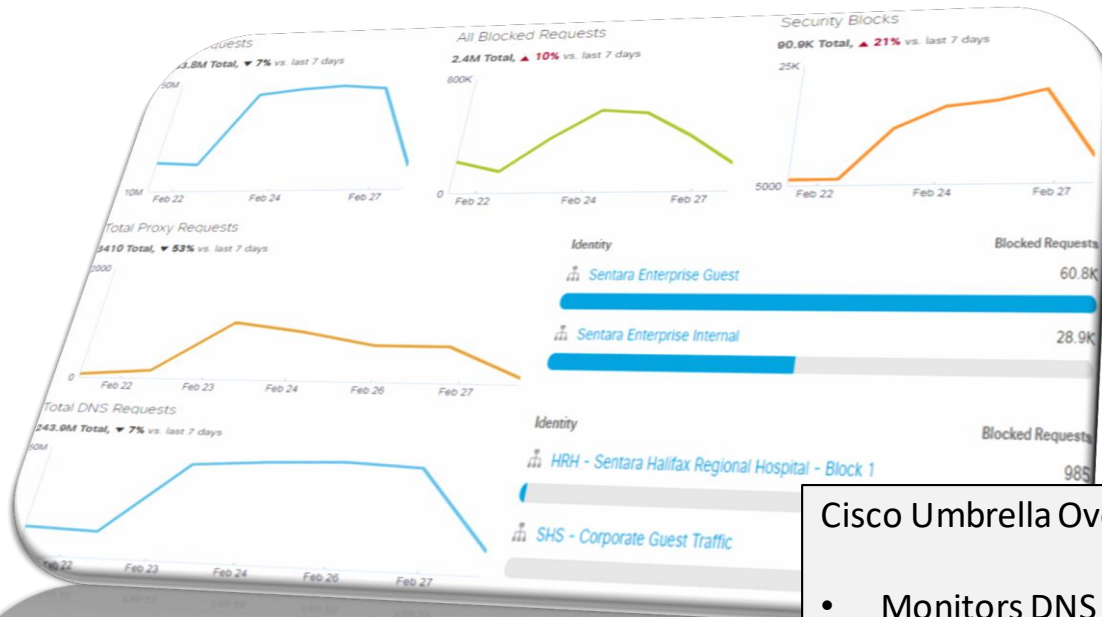 All Blocked Requests
Security Blocks
3.8M Total, ▼ 7% vs. last 7 days
2.4M Total, ▲ 10% vs. last 7 days
90.9K Total, ▲ 21% vs. last 7 days
50M
800K
25K
10M
0
5000
Feb 22 Feb 24 Feb 27
Feb 22 Feb 24 Feb 27
Feb 22 Feb 24 Feb 27
Total Proxy Requests
3410 Total, ▼ 53% vs. last 7 days
2000
0
Feb 22 Feb 23 Feb 24 Feb 26 Feb 27
Identity Blocked Requests
Sentara Enterprise Guest 60.8K
Sentara Enterprise Internal 28.9K
Total DNS Requests
243.9M Total, ▼ 7% vs. last 7 days
50M
22 Feb 23 Feb 24 Feb 26 Feb 27
Identity Blocked Requests
HRH - Sentara Halifax Regional Hospital - Block 1 985
SHS - Corporate Guest Traffic
Cisco Umbrella Ov
• Monitors DNS